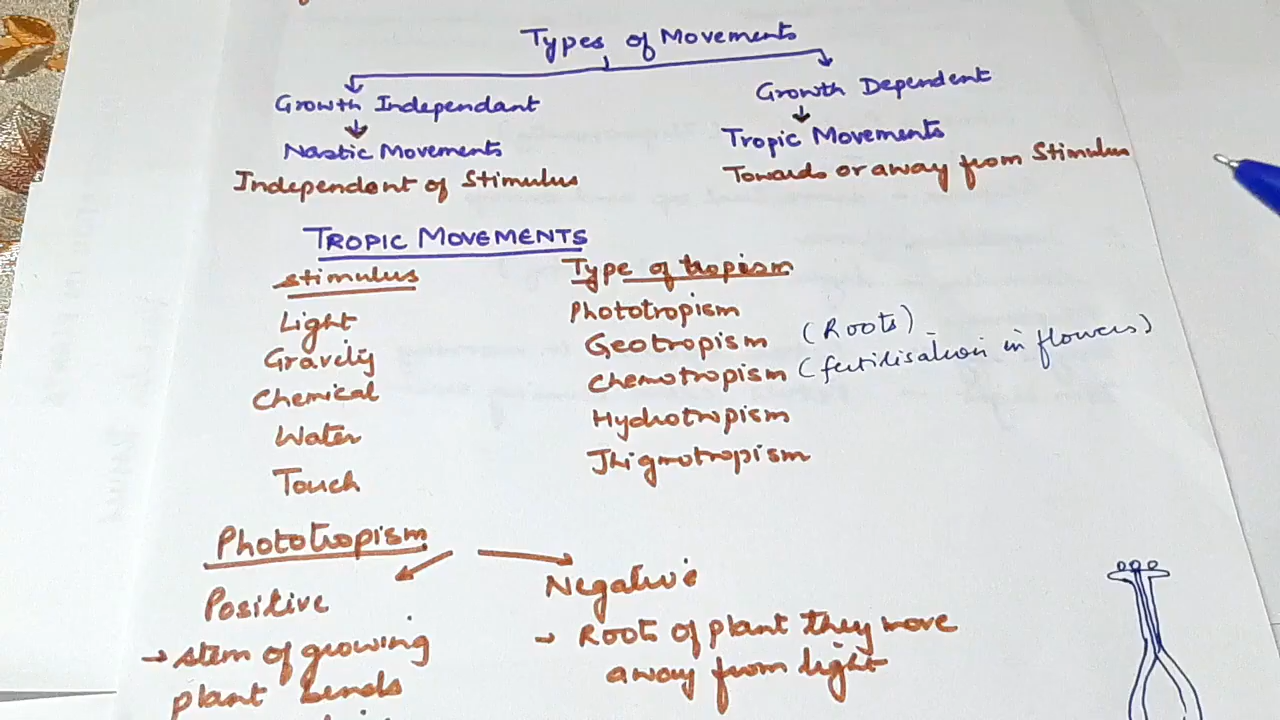 Types of Movements
Growth Independant
Growth Dependent
Nastic Movements
Tropic Movements
Independent of Stimulus
Towards or away from Stimulus
TROPIC MOVEMENTS
Stimulus
Type of tropism
Light
Phototropism
Gravity
Geotropism (Roots)
Chemical
Chemotropism (fertilisation in flowers)
Water
Hydrotropism
Touch
Thigmotropism
Phototropism
Positive
Negative
→ stem of growing
plant bends
→ Roots of plant they move
away from light